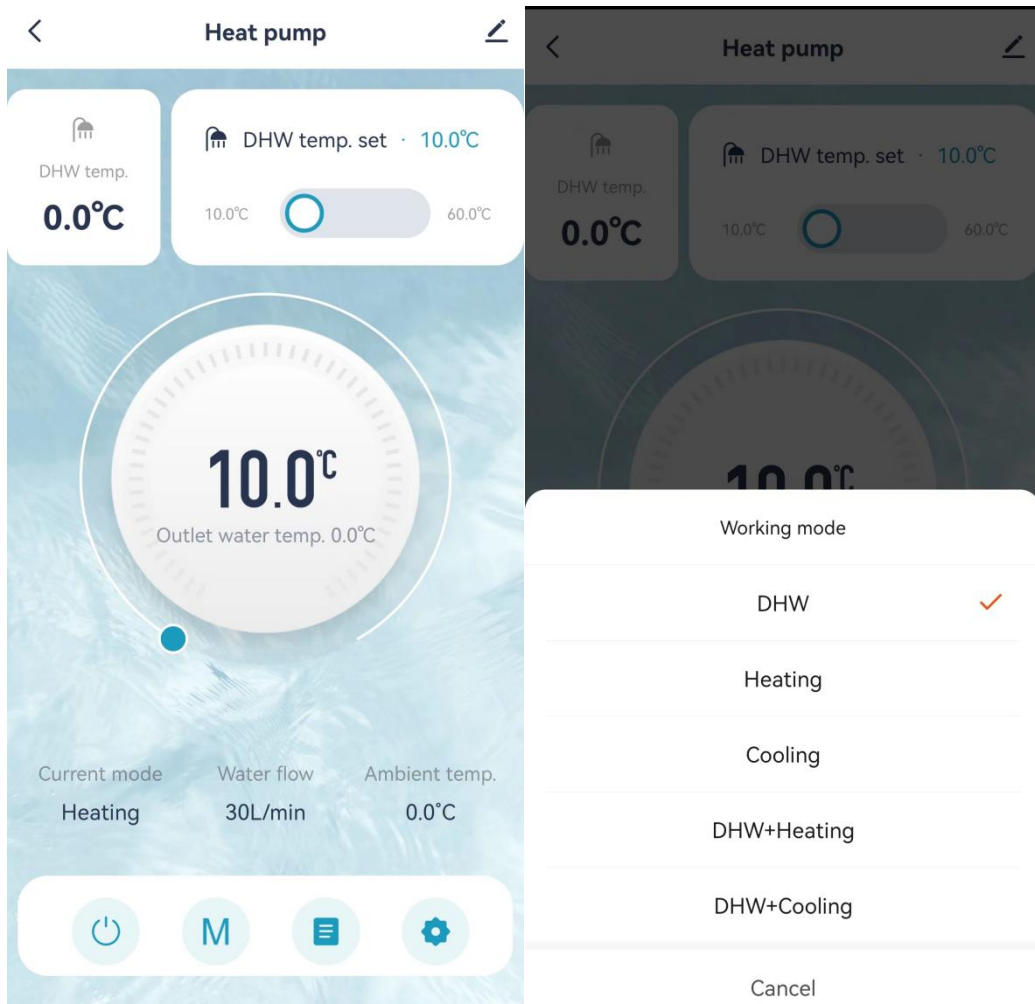 Heat pump
DHW temp.
0.0℃
DHW temp. set · 10.0℃
10.0℃ 60.0℃
10.0℃
Outlet water temp. 0.0℃
Current mode Water flow Ambient temp.
Heating 30L/min 0.0°C
M
Heat pump
DHW temp.
0.0℃
DHW temp. set · 10.0℃
10.0℃ 60.0℃
10.0℃
Working mode
DHW
Heating
Cooling
DHW+Heating
DHW+Cooling
Cancel